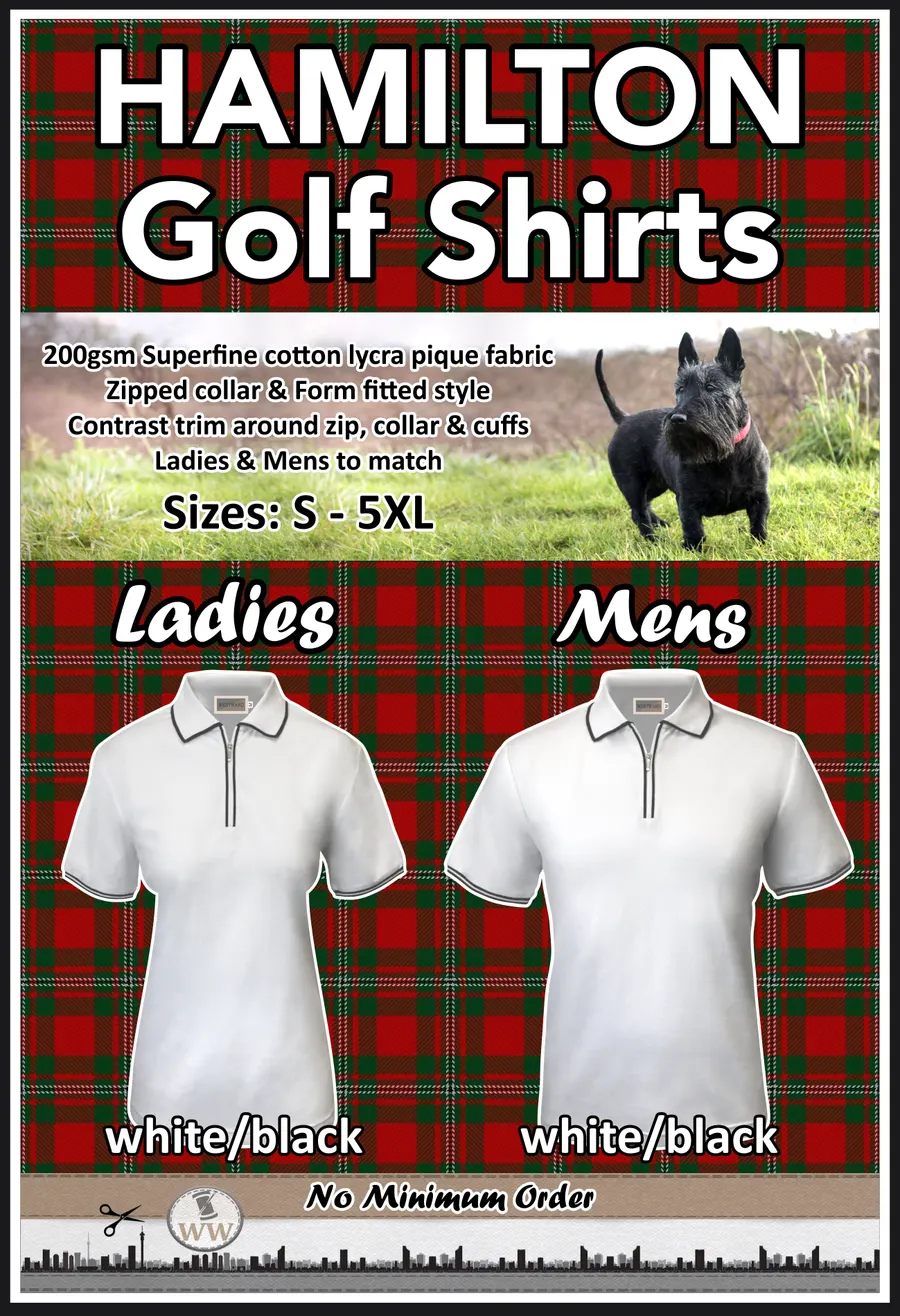 HAMILTON
Golf Shirts
200gsm Superfine cotton lycra pique fabric
Zipped collar & Form fitted style
Contrast trim around zip, collar & cuffs
Ladies & Mens to match
Sizes: S - 5XL
Ladies
Mens
white/black
white/black
No Minimum Order
WW